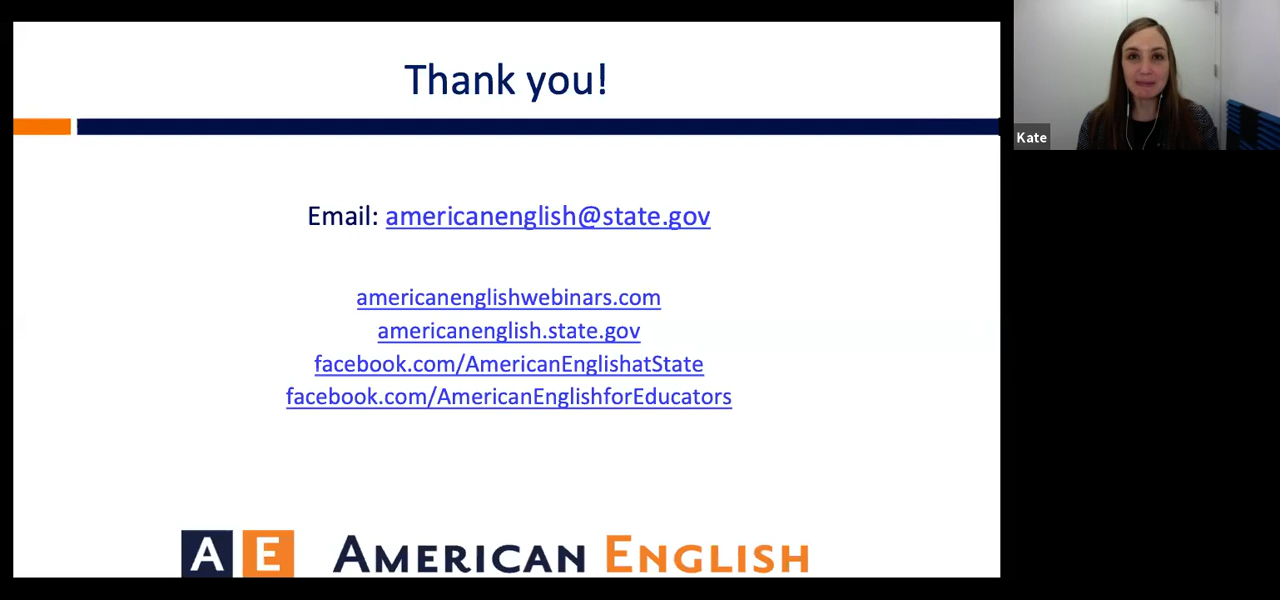 Thank you!
Email: americanenglish@state.gov
americanenglishwebinars.com
americanenglish.state.gov
facebook.com/AmericanEnglishatState
facebook.com/AmericanEnglishforEducators
AE AMERICAN ENGLISH
Kate